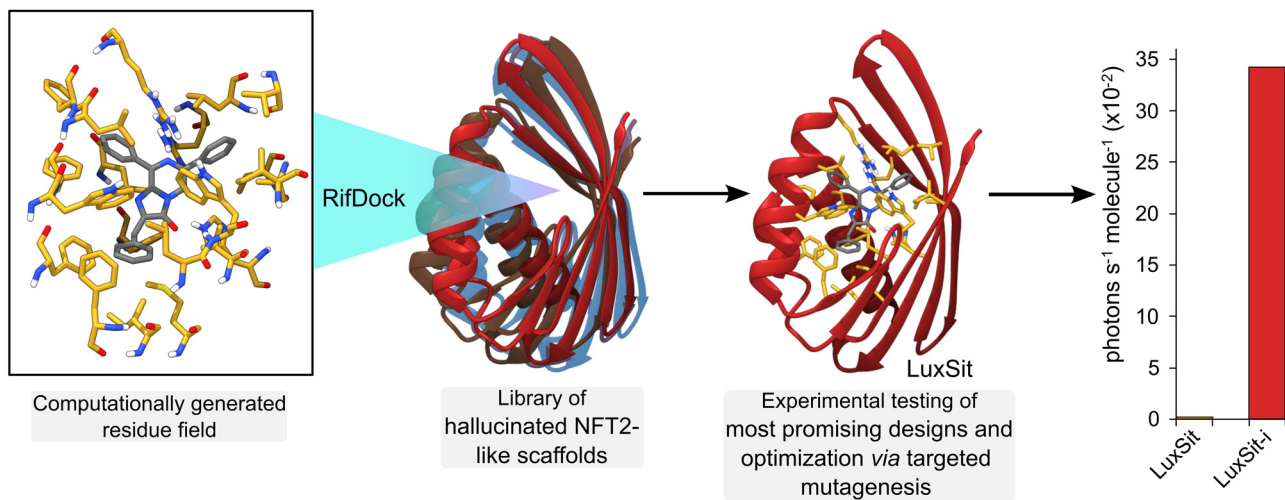 Computationally generated
residue field
RifDock
Library of
hallucinated NFT2-
like scaffolds
LuxSit
Experimental testing of
most promising designs and
optimization via targeted
mutagenesis
photons s⁻¹ molecule⁻¹ (x10⁻²)
35
30
25
20
15
10
5
0
LuxSit
LuxSit-i